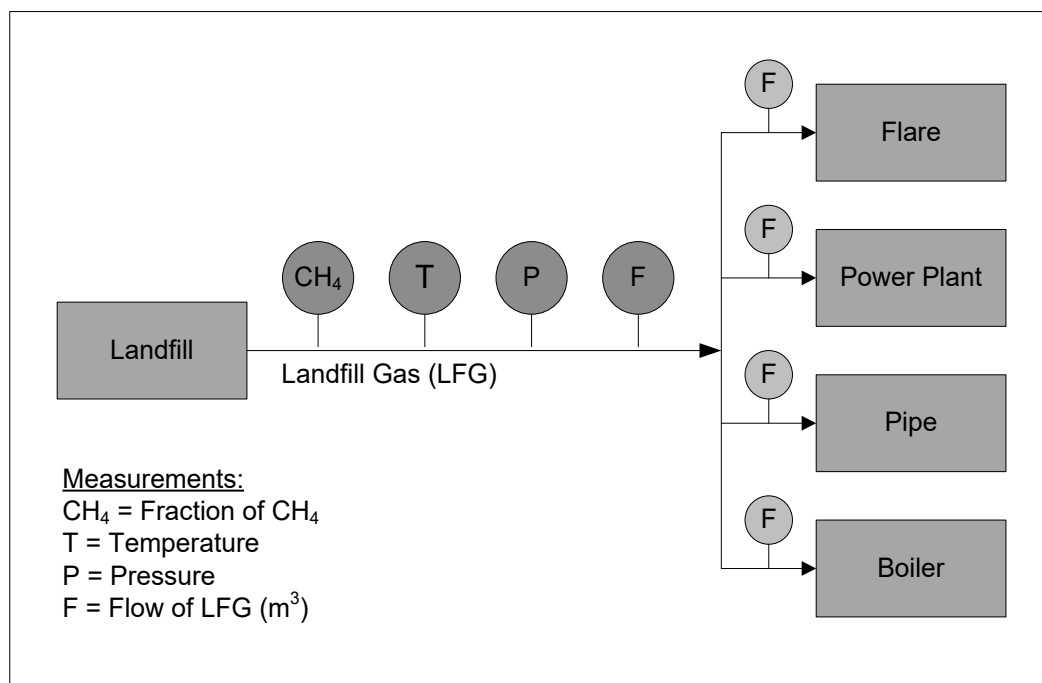 F
Flare
F
Power Plant
CH₄
T
P
F
Landfill
Landfill Gas (LFG)
F
Pipe
F
Boiler
Measurements:
CH₄ = Fraction of CH₄
T = Temperature
P = Pressure
F = Flow of LFG (m³)